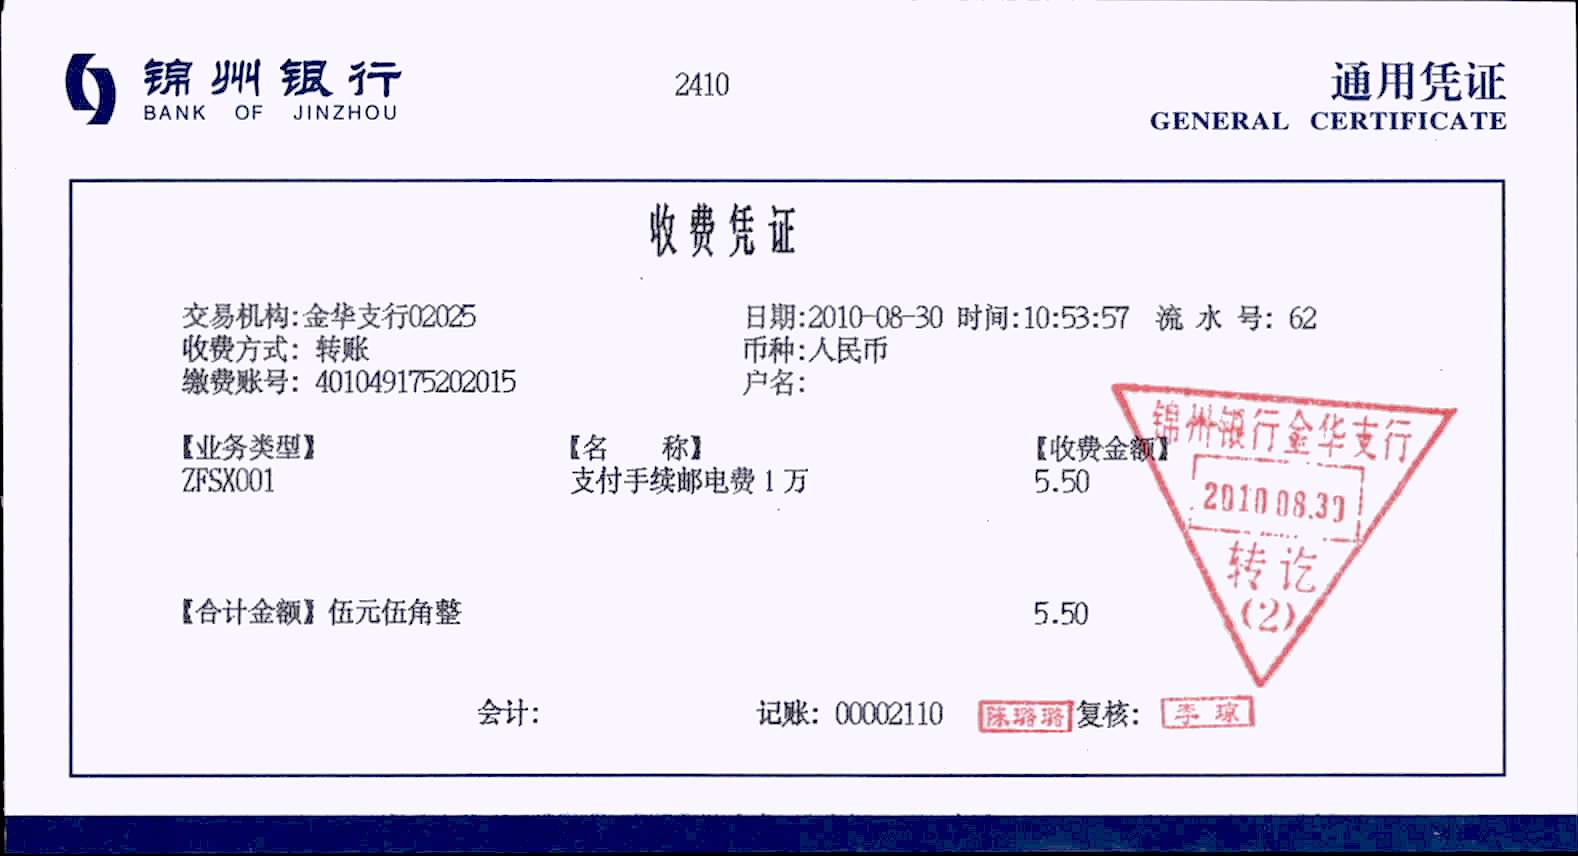 锦州银行
BANK OF JINZHOU
2410
通用凭证
GENERAL CERTIFICATE
收费凭证
交易机构:金华支行02025
日期:2010-08-30 时间:10:53:57 流 水 号: 62
收费方式: 转账
币种:人民币
缴费账号: 401049175202015
户名:
【业务类型】 【名 称】 【收费金额】
ZFSX001 支付手续邮电费1万 5.50
【合计金额】伍元伍角整 5.50
锦州银行金华支行
2010 08.30
转讫
(2)
会计: 记账: 00002110 陈璐璐 复核: 李琼